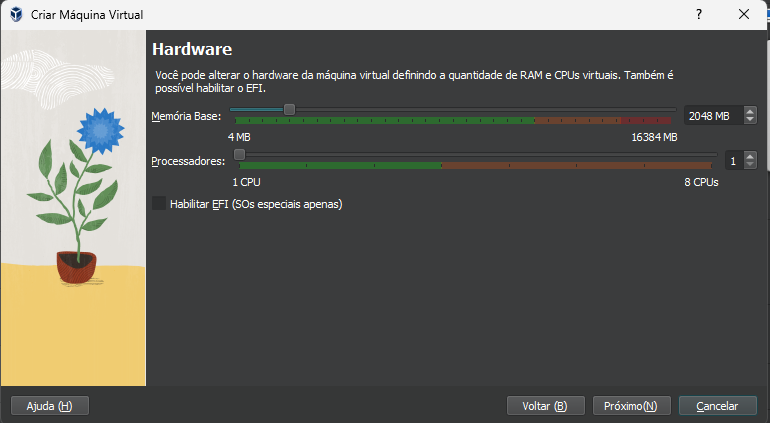 Criar Máquina Virtual
?
Hardware
Você pode alterar o hardware da máquina virtual definindo a quantidade de RAM e CPUs virtuais. Também é
possível habilitar o EFI.
Memória Base: 2048 MB
4 MB 16384 MB
Processadores: 1
1 CPU 8 CPUs
Habilitar EFI (SOs especiais apenas)
Ajuda (H) Voltar (B) Próximo(N) Cancelar